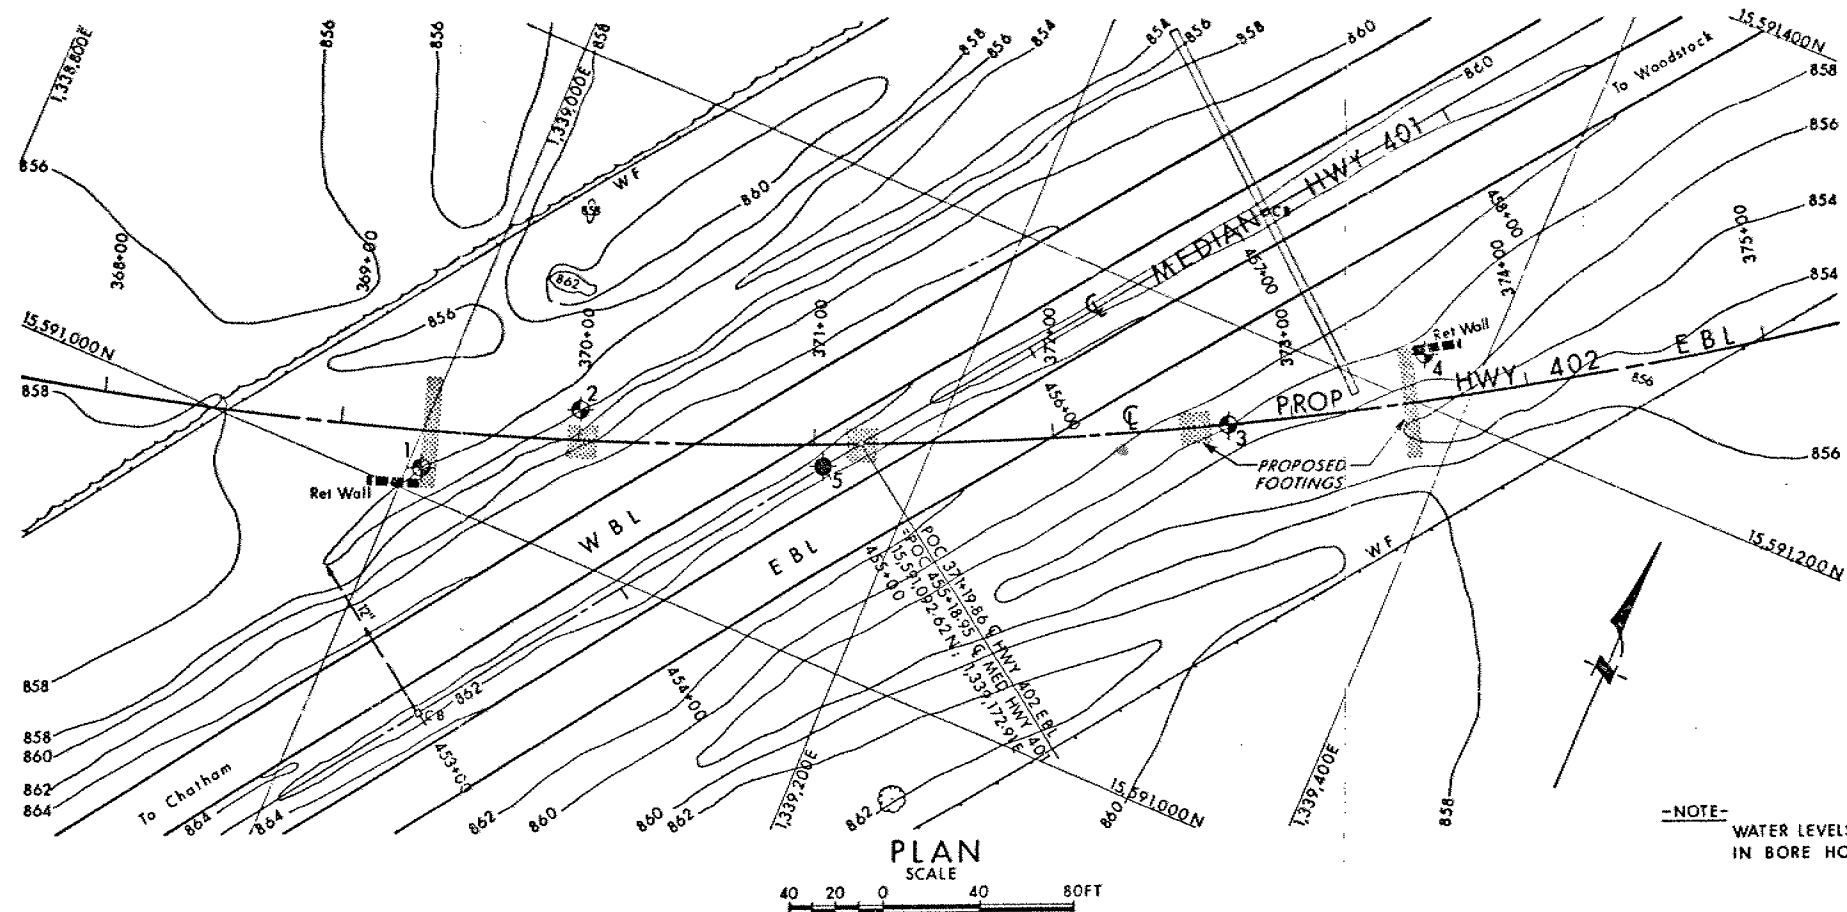 856
856
858
858
856
854
854
856
858
860
15,591,400N
1,338,800E
1,339,000E
860
To Woodstock
858
856
W F
856
860
MEDIAN HWY 401
CB
858
854
368+00
369+00
862
457+00
458+00
374+00
375+00
854
15,591,000N
856
370+00
371+00
372+00
373+00
Ret Wall
4
E B L
858
2
456+00
PROP HWY 402
856
1
3
PROPOSED
FOOTINGS
856
Ret Wall
5
W B L
E B L
W F
15,591,200N
POC 371+19.86 ℄ HWY 402 EBL
=POC 455+18.95 ℄ MED HWY 401
15,591,092.62 N; 1,339,172.91E
455+00
12"
N
858
862
CB
454+00
453+00
858
860
862
864
To Chatham
864
864
862
860
860
862
1,339,200E
862
15,591,000N
860
1,339,400E
858
-NOTE-
WATER LEVELS
IN BORE HO
PLAN
SCALE
40 20 0 40 80FT